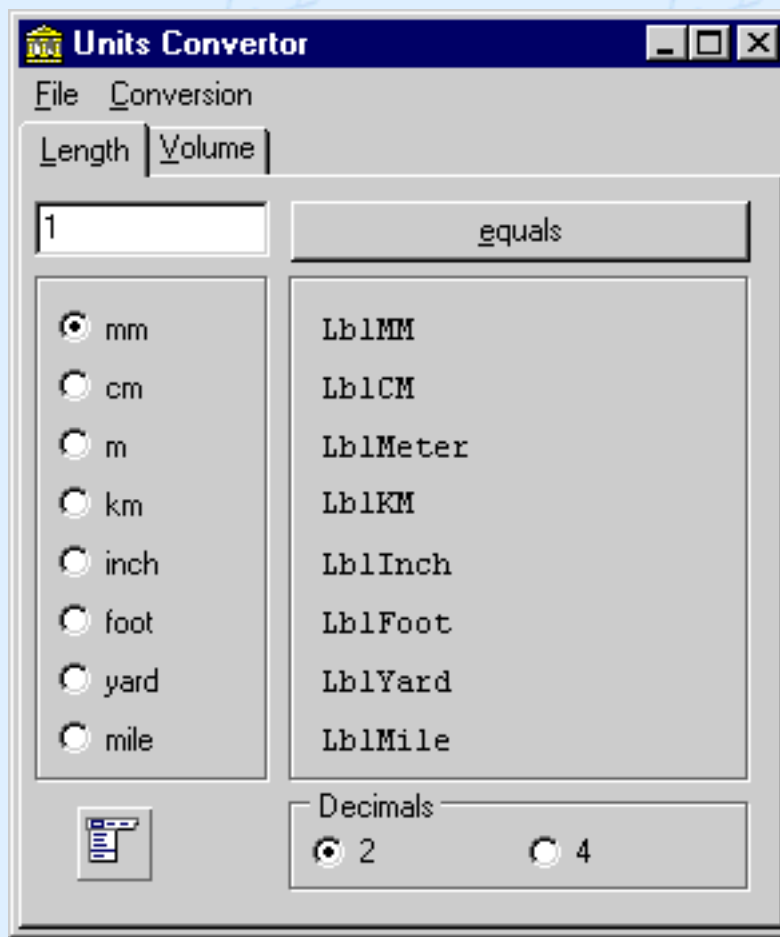 Units Convertor
File Conversion
Length Volume
1 equals
mm LblMM
cm LblCM
m LblMeter
km LblKM
inch LblInch
foot LblFoot
yard LblYard
mile LblMile
Decimals
2 4